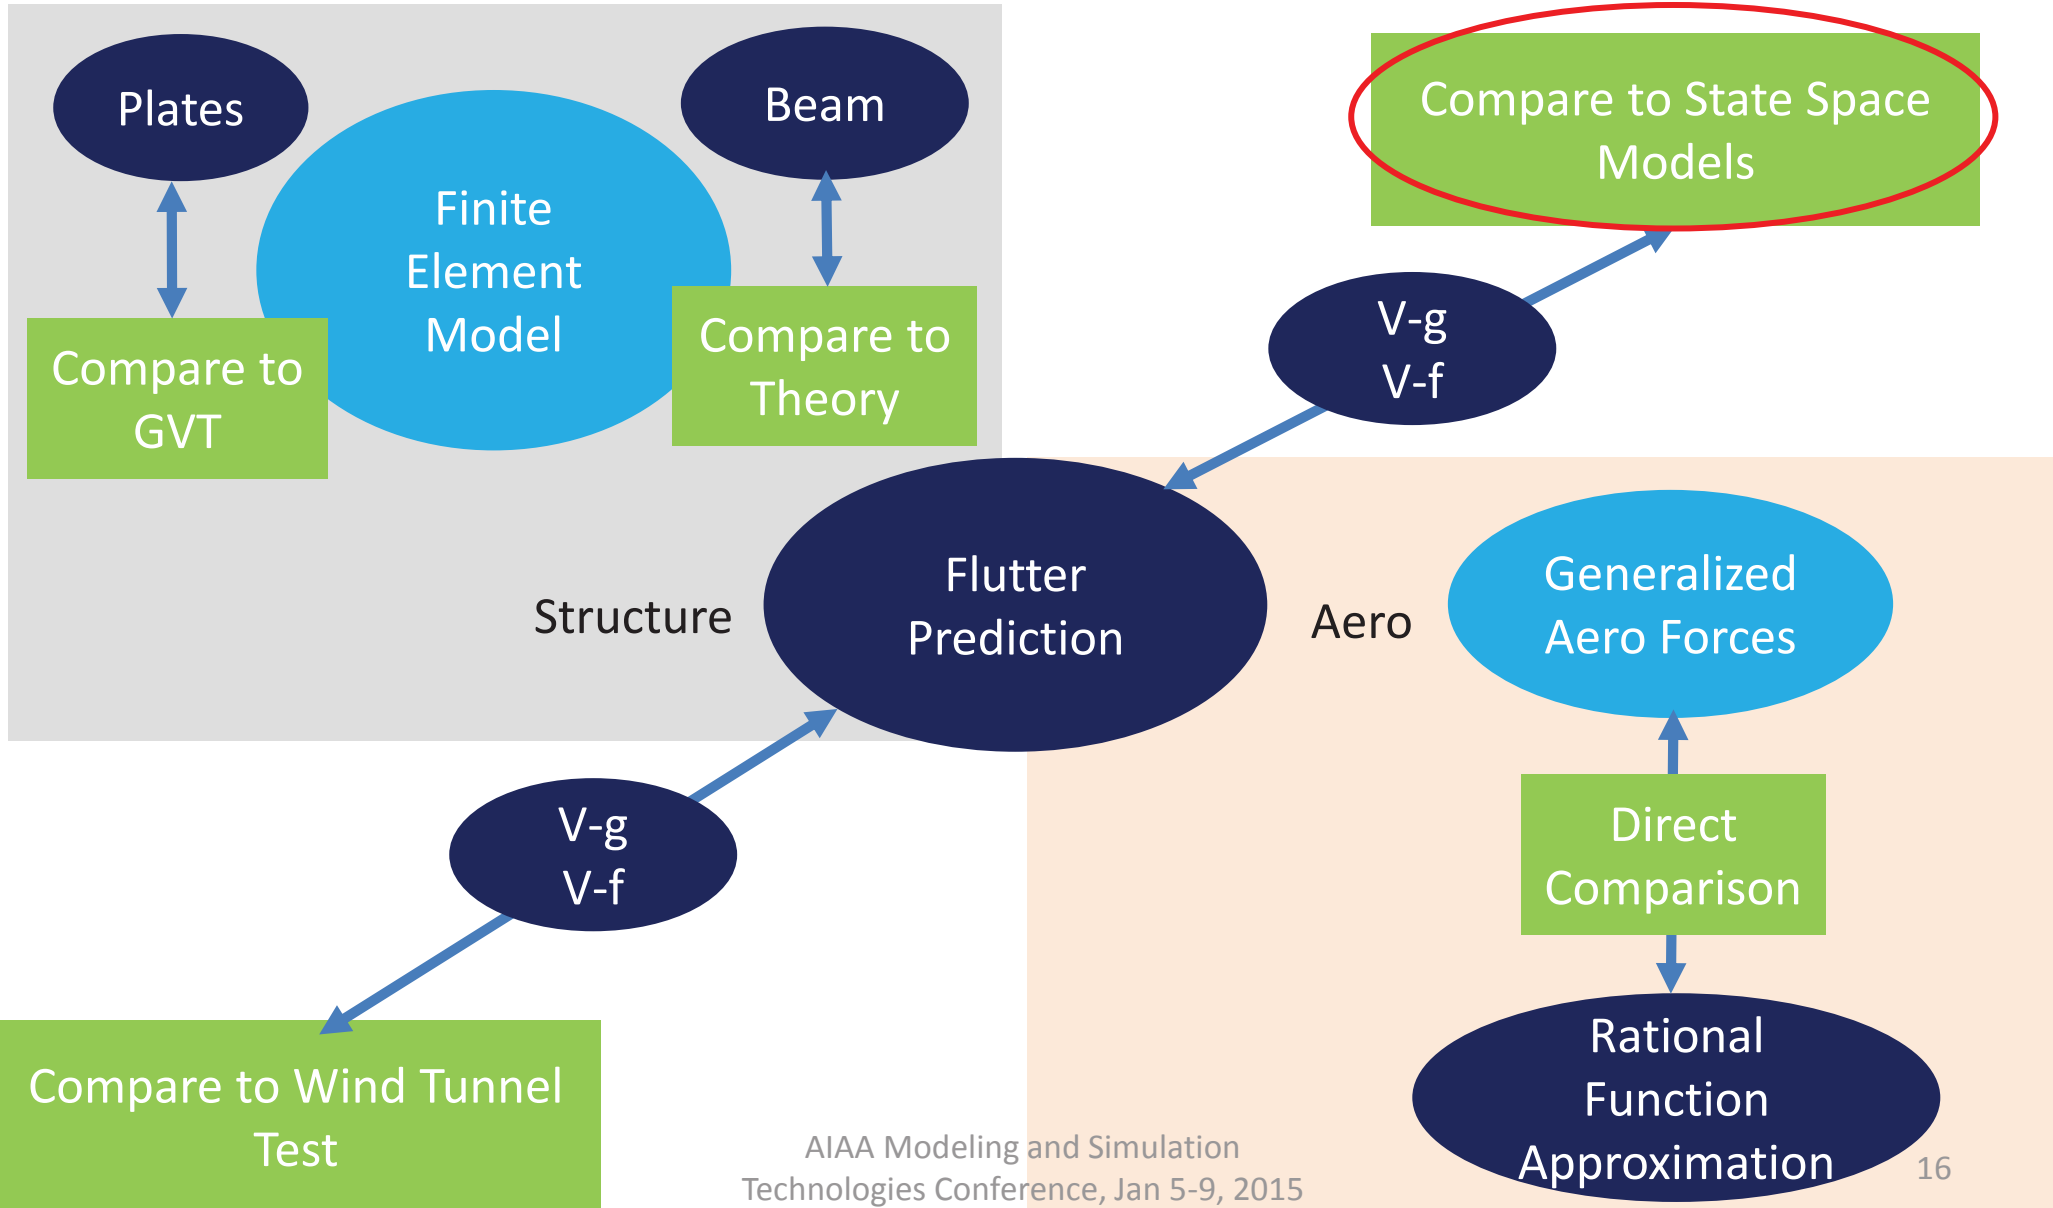 Plates
Beam
Compare to State Space
Models
Finite
Element
Model
V-g
V-f
Compare to
GVT
Compare to
Theory
Flutter
Prediction
Structure
Aero
Generalized
Aero Forces
V-g
V-f
Direct
Comparison
Rational
Function
Approximation
Compare to Wind Tunnel
Test
AIAA Modeling and Simulation
Technologies Conference, Jan 5-9, 2015
16